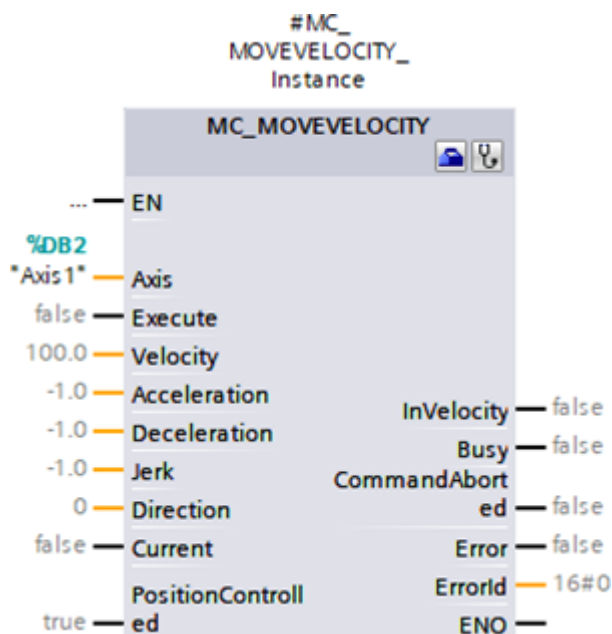 #MC_
MOVEVELOCITY_
Instance
MC_MOVEVELOCITY
... EN
%DB2
"Axis1" Axis
false Execute
100.0 Velocity
-1.0 Acceleration
InVelocity false
-1.0 Deceleration
Busy false
-1.0 Jerk
CommandAbort
0 Direction
ed false
false Current
Error false
PositionControll
ErrorId 16#0
true ed
ENO